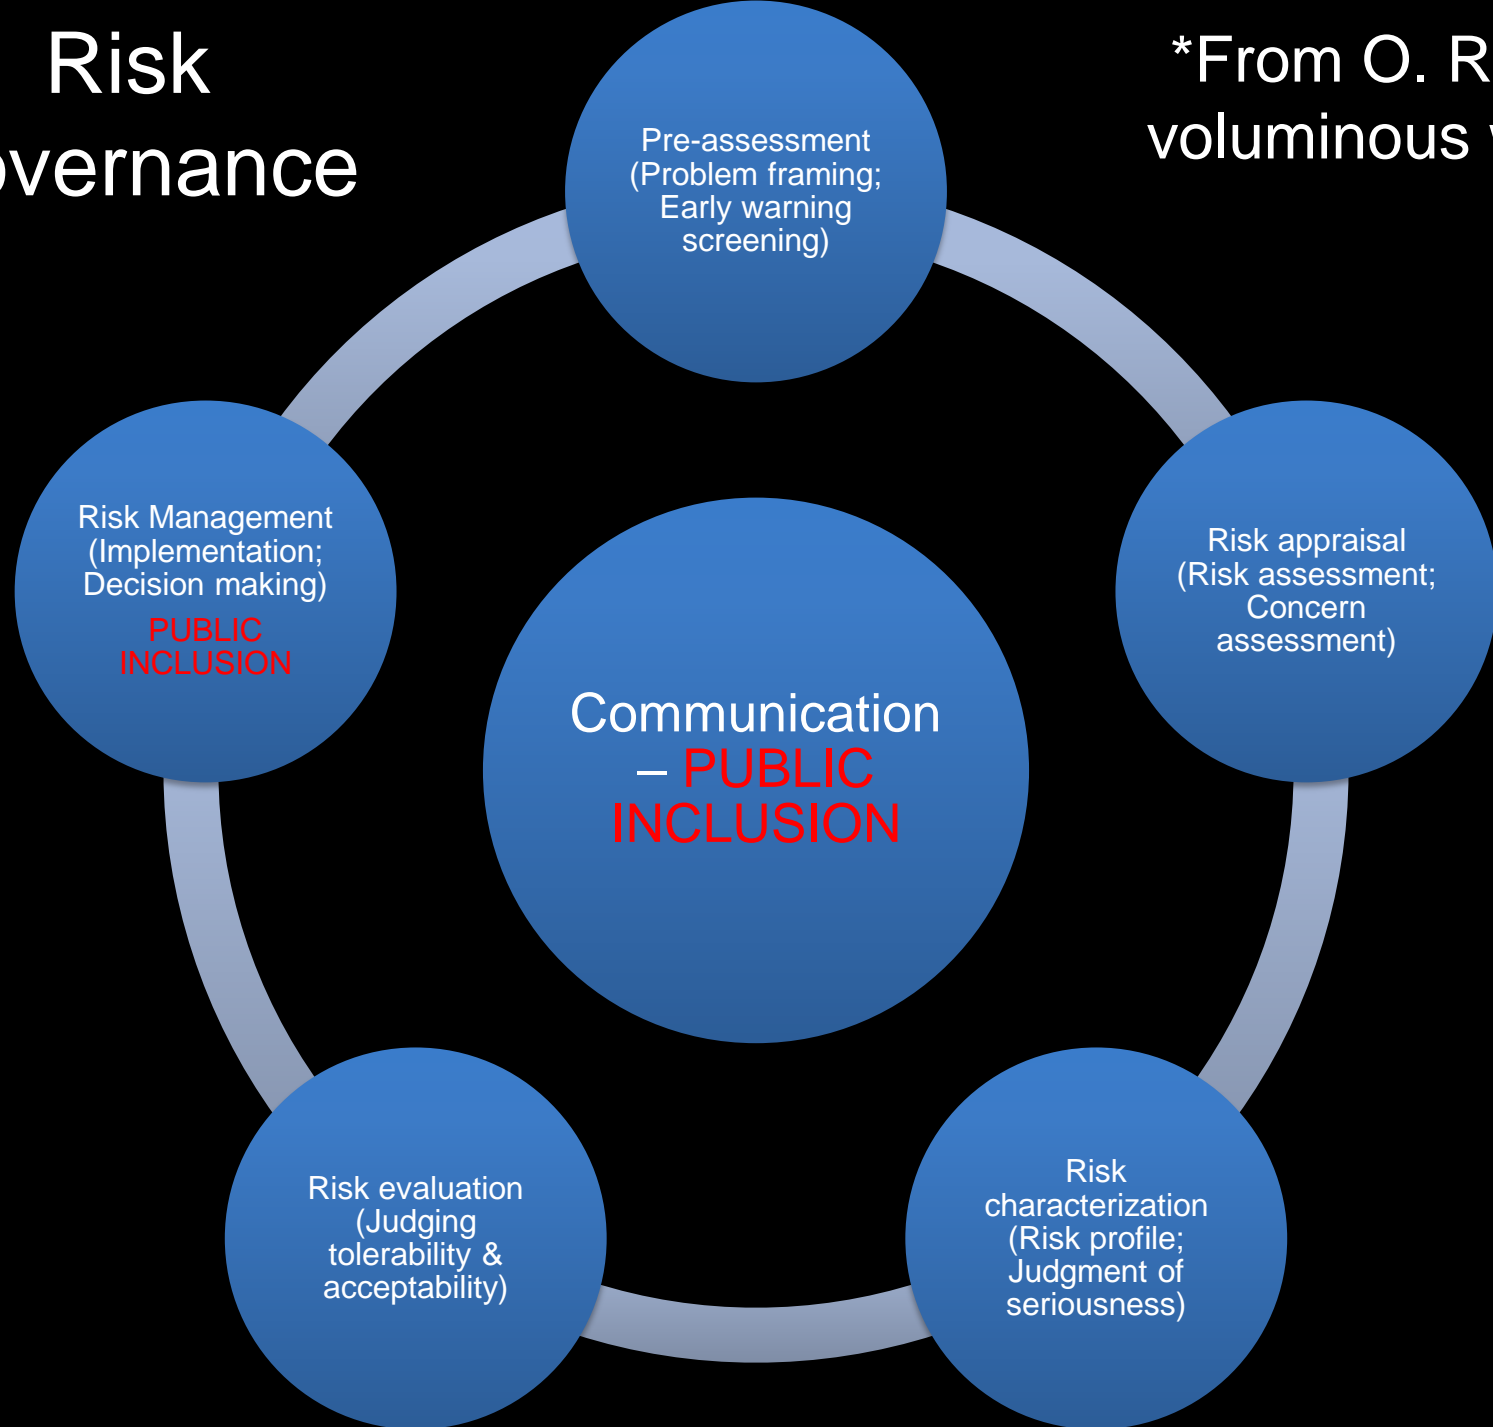 Risk
overnance
*From O. R
voluminous
Pre-assessment
(Problem framing;
Early warning
screening)
Risk appraisal
(Risk assessment;
Concern
assessment)
Risk
characterization
(Risk profile;
Judgment of
seriousness)
Risk evaluation
(Judging
tolerability &
acceptability)
Risk Management
(Implementation;
Decision making)
PUBLIC
INCLUSION
Communication
– PUBLIC
INCLUSION